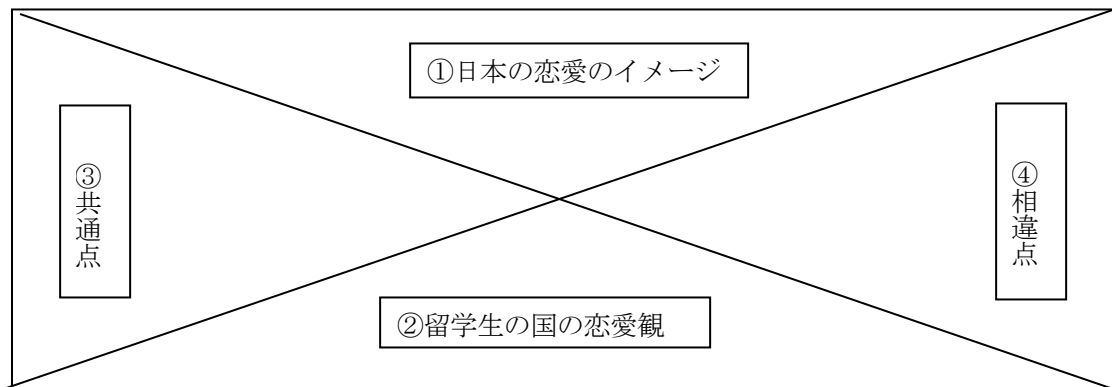 ①日本の恋愛のイメージ
③共通点
④相違点
②留学生の国の恋愛観